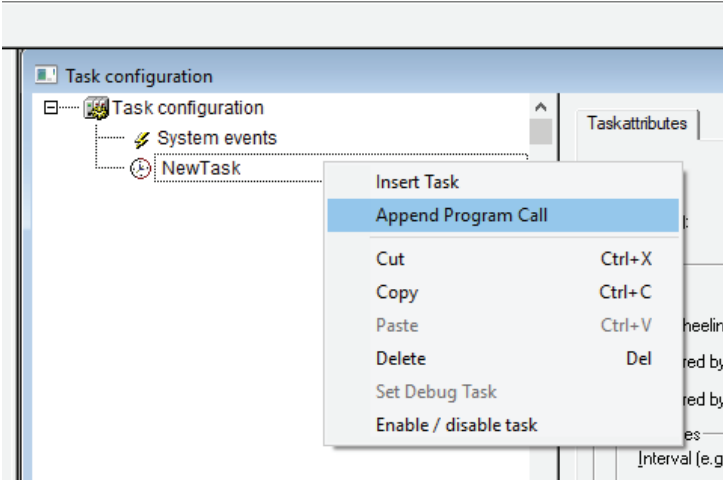 Task configuration
Task configuration
System events
NewTask
Taskattributes
Insert Task
Append Program Call
Cut Ctrl+X
Copy Ctrl+C
Paste Ctrl+V
Delete Del
Set Debug Task
Enable / disable task
Interval (e.g